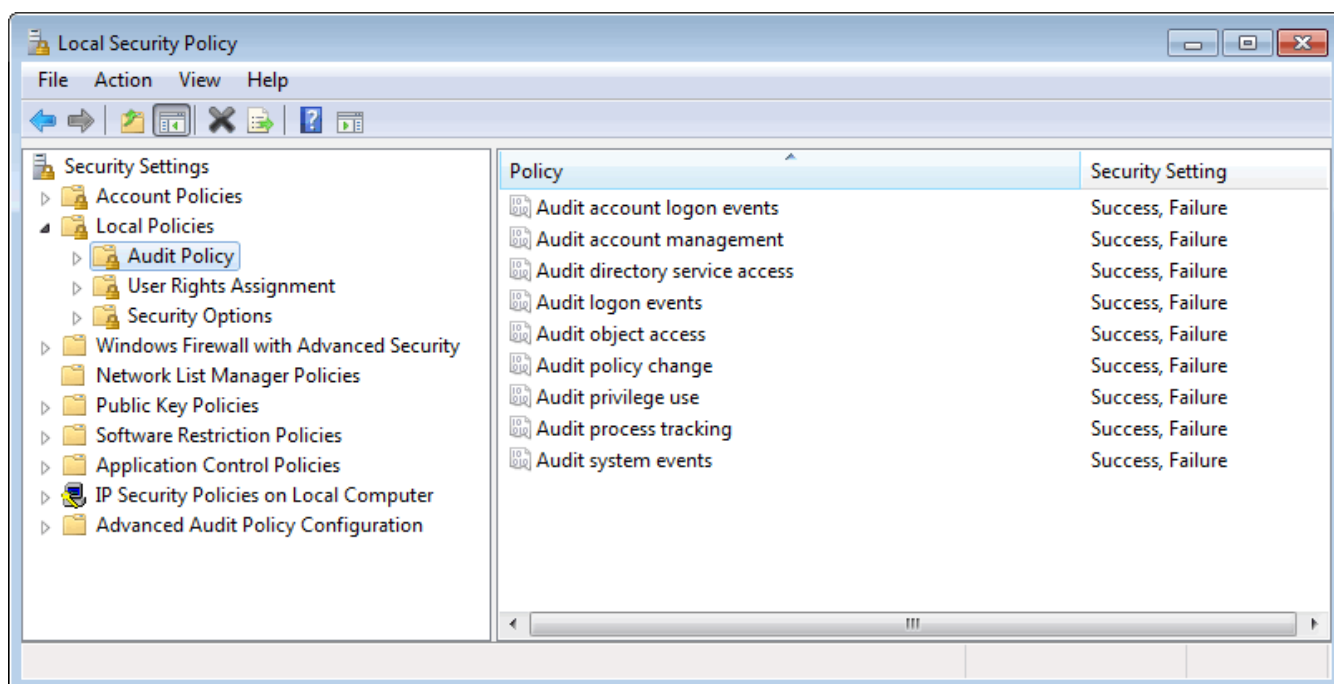 Local Security Policy
File Action View Help
Security Settings
Account Policies
Local Policies
Audit Policy
User Rights Assignment
Security Options
Windows Firewall with Advanced Security
Network List Manager Policies
Public Key Policies
Software Restriction Policies
Application Control Policies
IP Security Policies on Local Computer
Advanced Audit Policy Configuration
Policy Security Setting
Audit account logon events Success, Failure
Audit account management Success, Failure
Audit directory service access Success, Failure
Audit logon events Success, Failure
Audit object access Success, Failure
Audit policy change Success, Failure
Audit privilege use Success, Failure
Audit process tracking Success, Failure
Audit system events Success, Failure